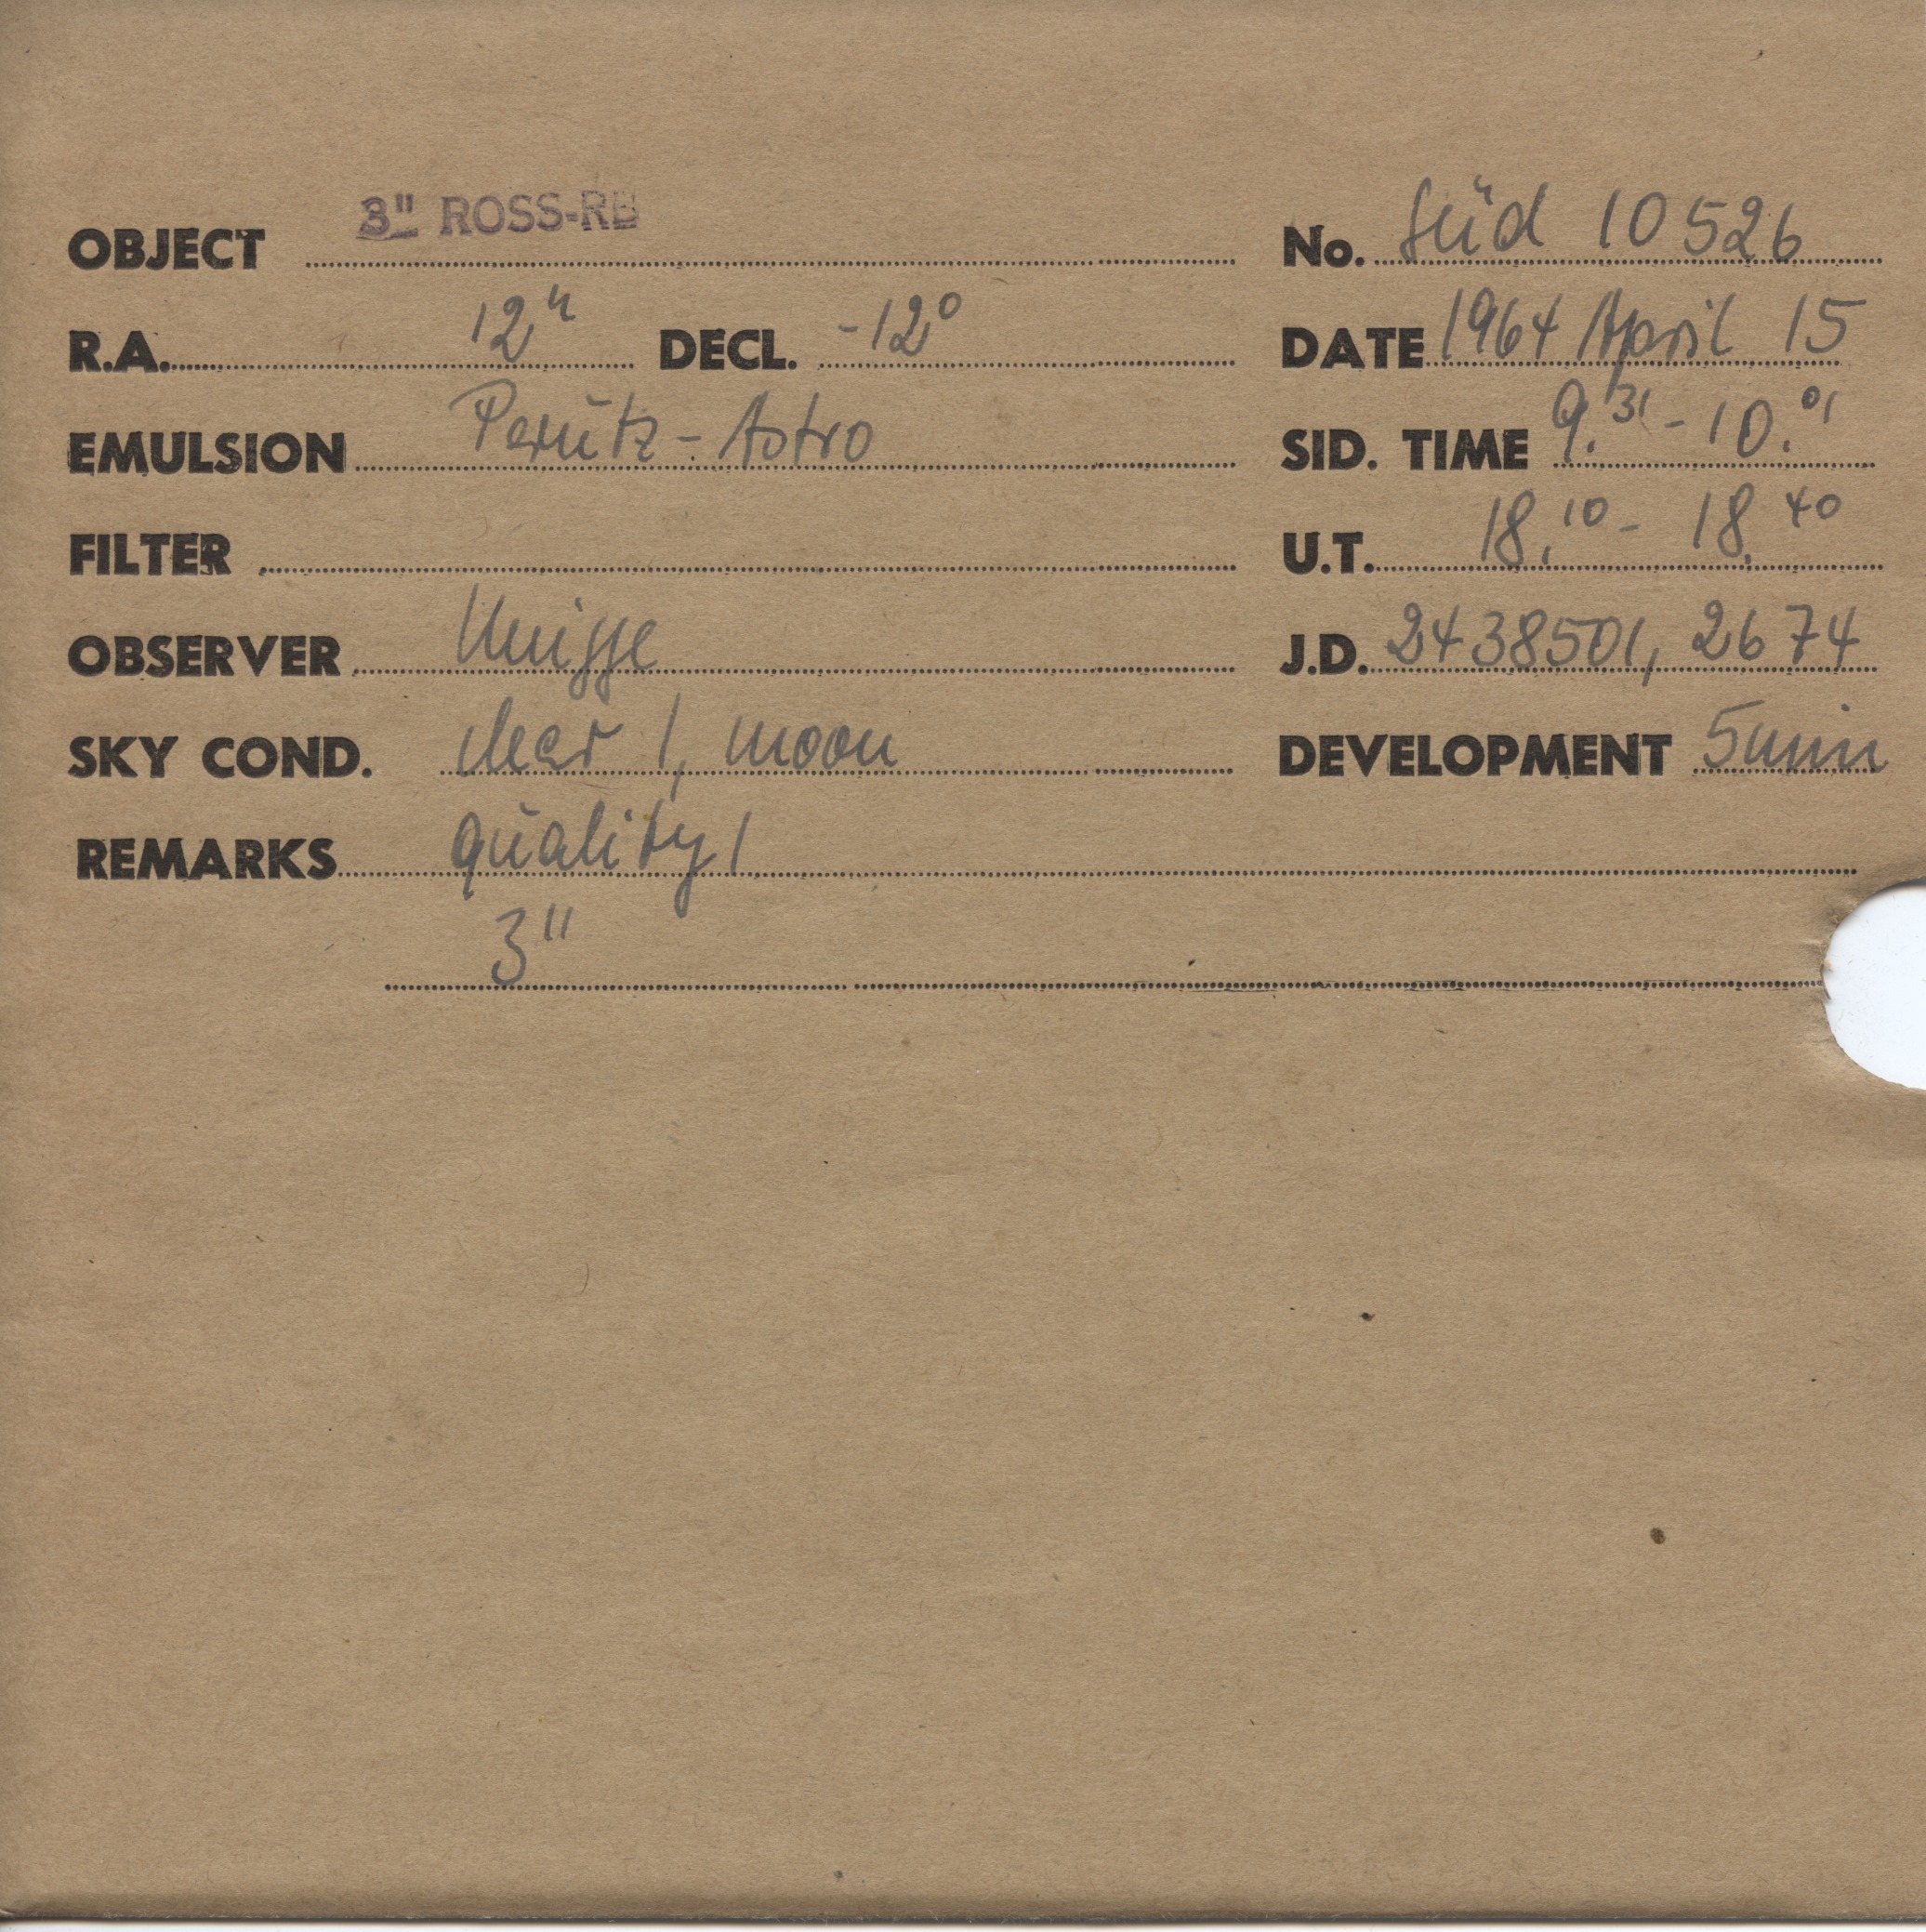 OBJECT 3" ROSS-RB No. Süd 10526
R.A. 12h DECL. -12° DATE 1964 April 15
EMULSION Perutz-Astro SID. TIME 9.31 - 10.01
FILTER U.T. 18.10 - 18.40
OBSERVER J.D. 2438501,2674
SKY COND. clear 1, moon DEVELOPMENT 5min
REMARKS quality 1
3"